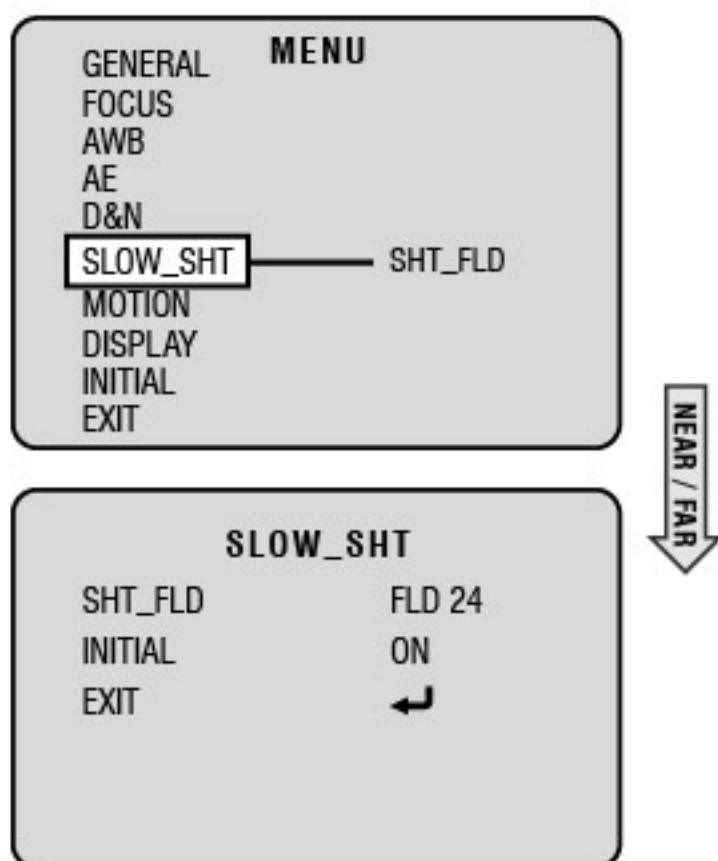 MENU
GENERAL
FOCUS
AWB
AE
D&N
SLOW_SHT SHT_FLD
MOTION
DISPLAY
INITIAL
EXIT
NEAR / FAR
SLOW_SHT
SHT_FLD FLD 24
INITIAL ON
EXIT